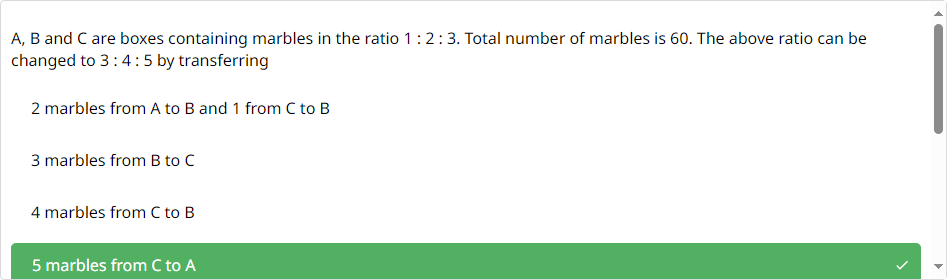 A, B and C are boxes containing marbles in the ratio 1 : 2 : 3. Total number of marbles is 60. The above ratio can be
changed to 3 : 4 : 5 by transferring
2 marbles from A to B and 1 from C to B
3 marbles from B to C
4 marbles from C to B
5 marbles from C to A